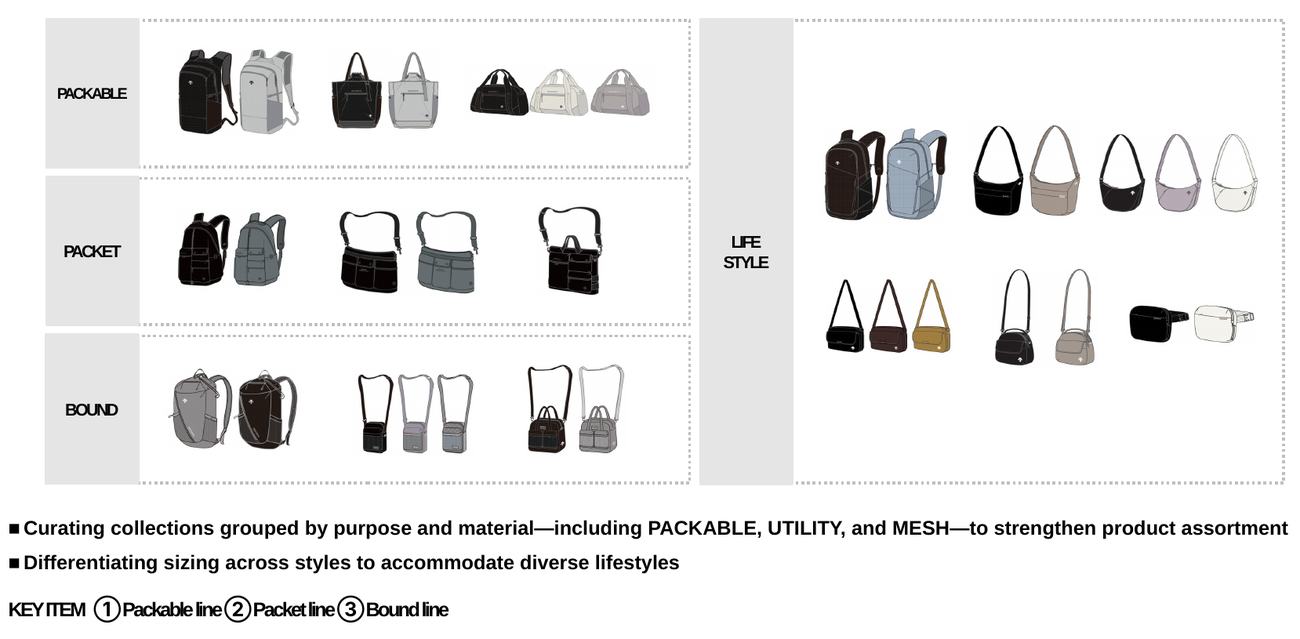 PACKABLE
PACKET
BOUND
LIFE
STYLE
■ Curating collections grouped by purpose and material—including PACKABLE, UTILITY, and MESH—to strengthen product assortment
■ Differentiating sizing across styles to accommodate diverse lifestyles
KEY ITEM ① Packable line ② Packet line ③ Bound line